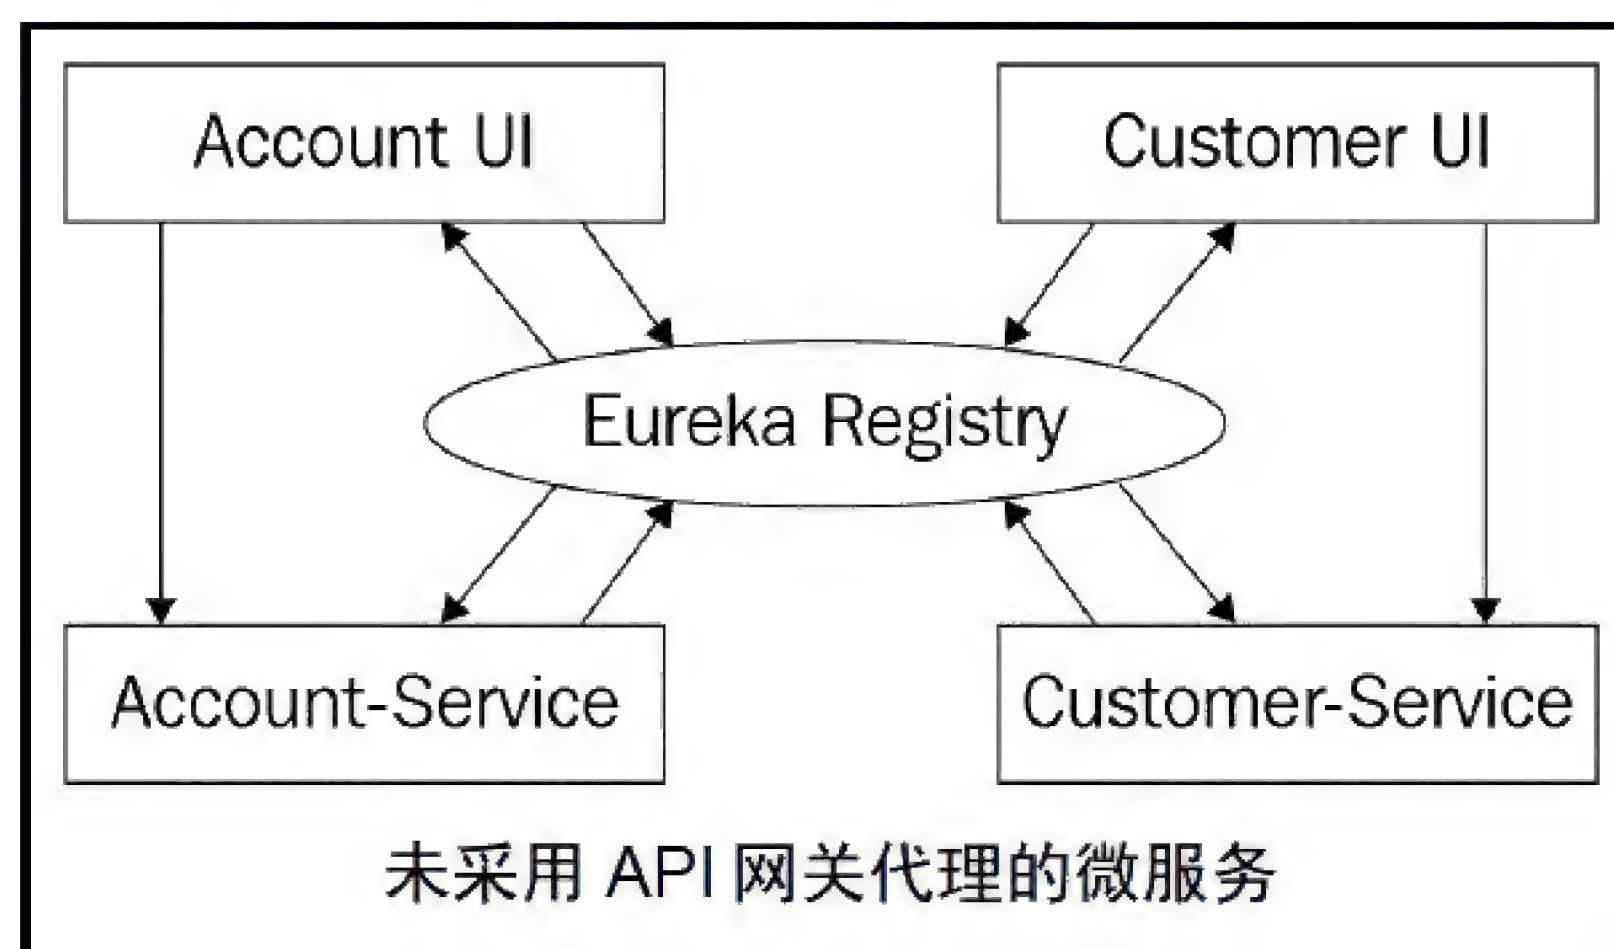 Account UI
Customer UI
Eureka Registry
Account-Service
Customer-Service
未采用 API 网关代理的微服务